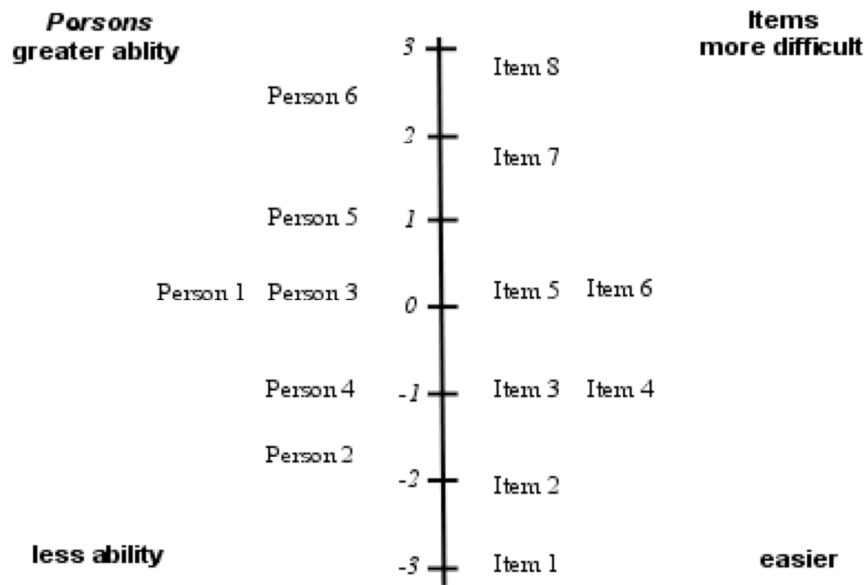 Persons
greater ablity
Items
more difficult
3
Item 8
Person 6
2
Item 7
Person 5
1
Person 1 Person 3
0
Item 5 Item 6
Person 4
-1
Item 3 Item 4
Person 2
-2
Item 2
less ability
-3
Item 1
easier